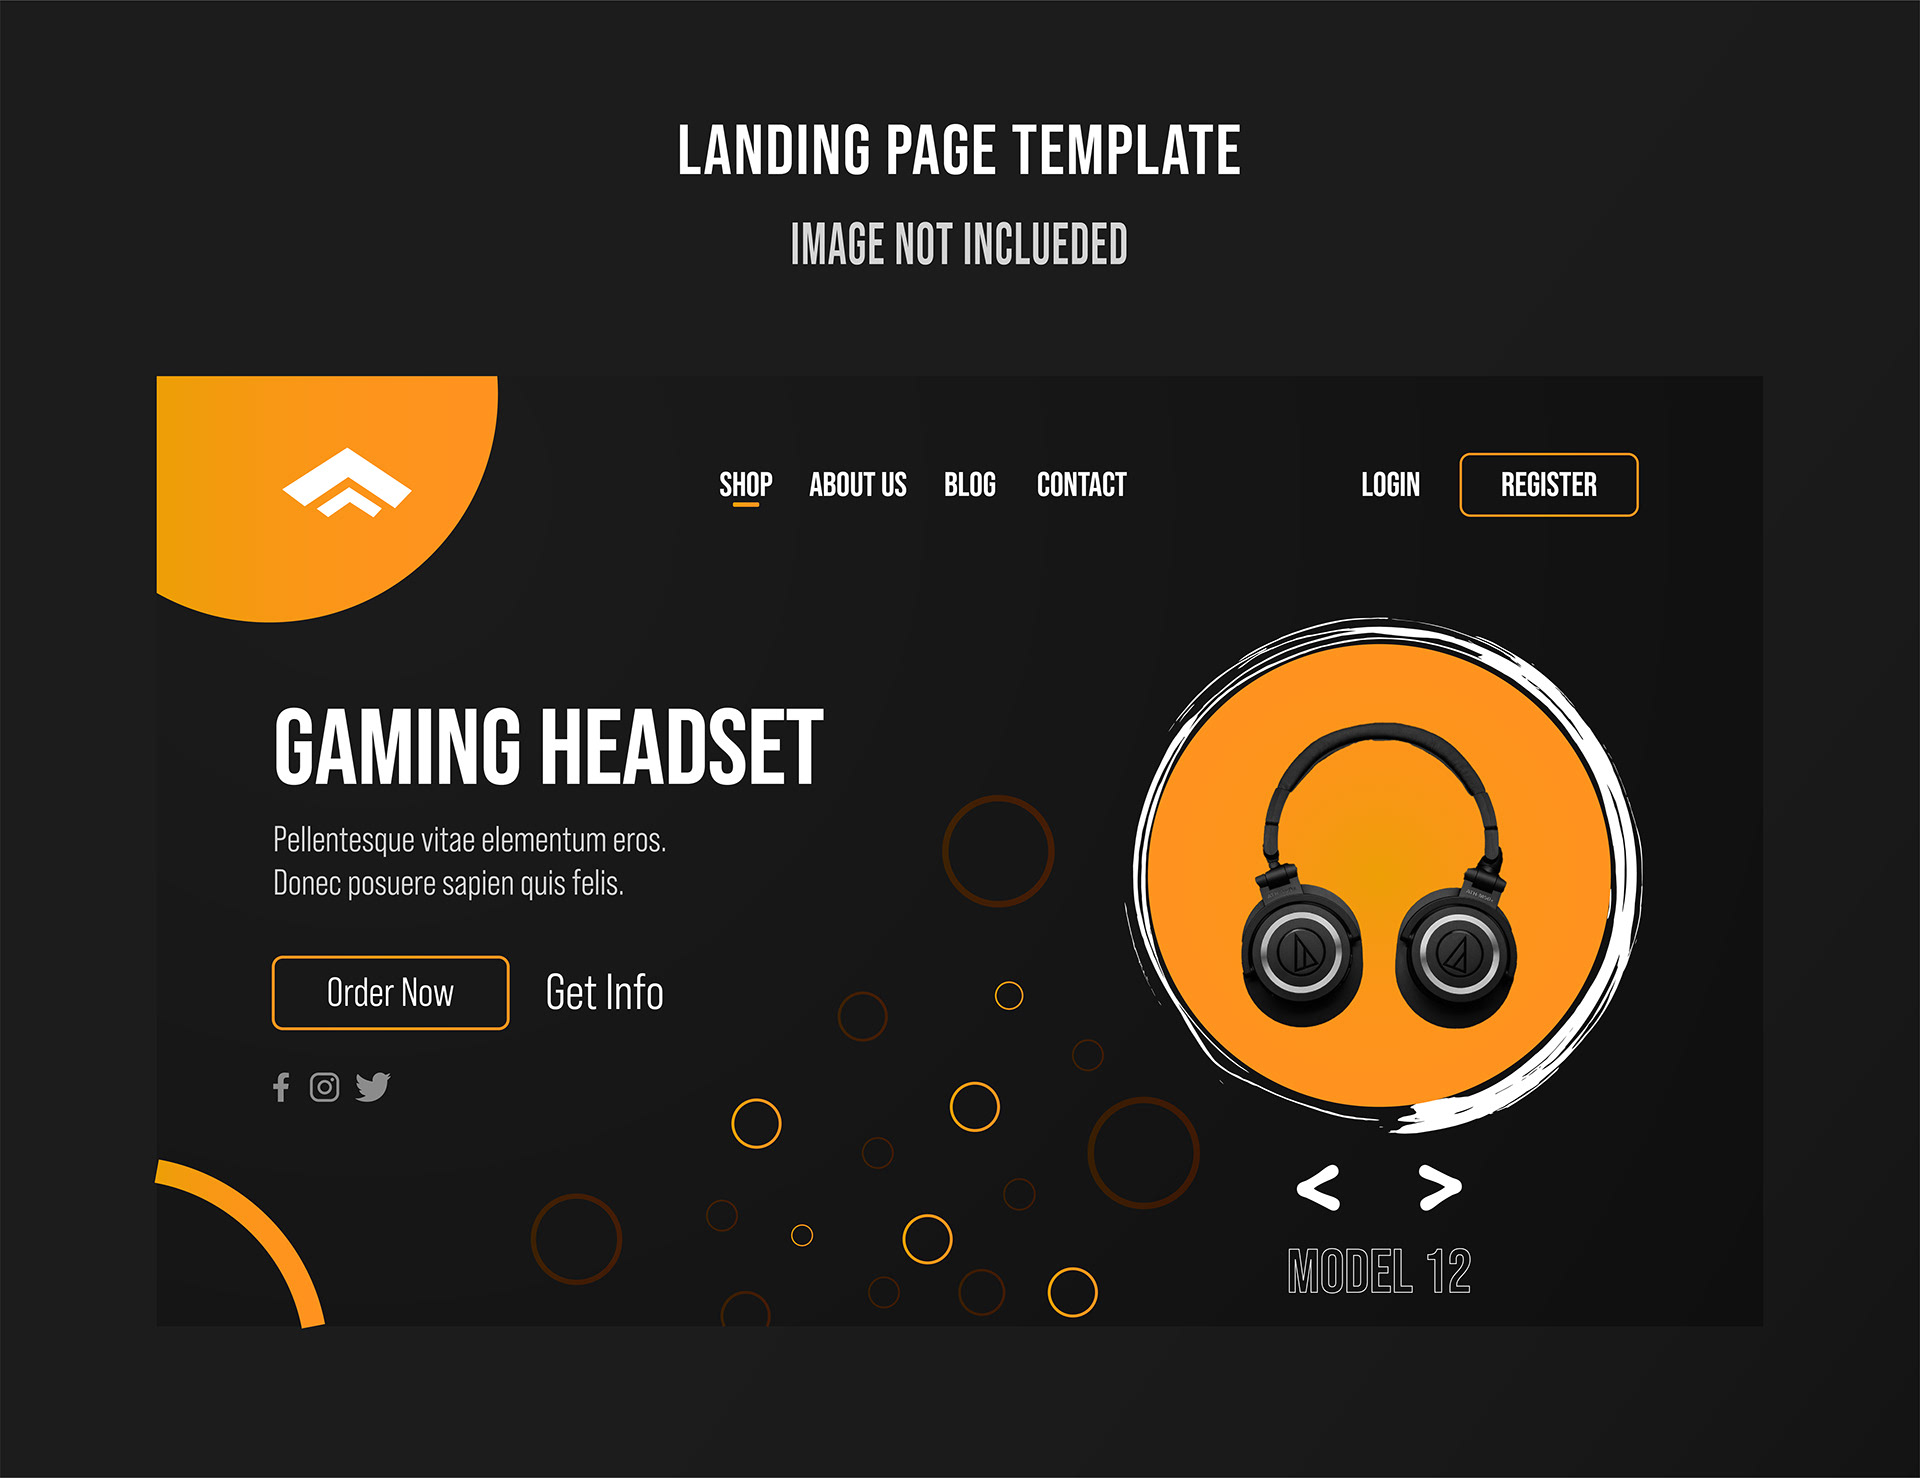 LANDING PAGE TEMPLATE
IMAGE NOT INCLUEDED
SHOP ABOUT US BLOG CONTACT LOGIN REGISTER
GAMING HEADSET
Pellentesque vitae elementum eros.
Donec posuere sapien quis felis.
Order Now Get Info
< >
MODEL 12